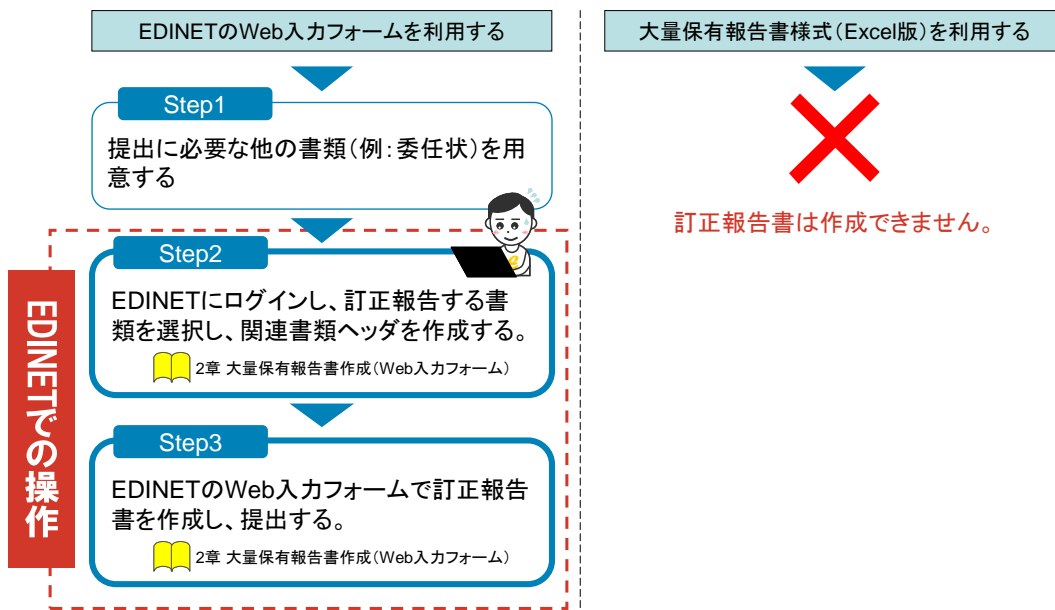 EDINETのWeb入力フォームを利用する
Step1
提出に必要な他の書類(例:委任状)を用
意する
EDINETでの操作
Step2
EDINETにログインし、訂正報告する書
類を選択し、関連書類ヘッダを作成する。
2章 大量保有報告書作成(Web入力フォーム)
Step3
EDINETのWeb入力フォームで訂正報告
書を作成し、提出する。
2章 大量保有報告書作成(Web入力フォーム)
大量保有報告書様式(Excel版)を利用する
訂正報告書は作成できません。